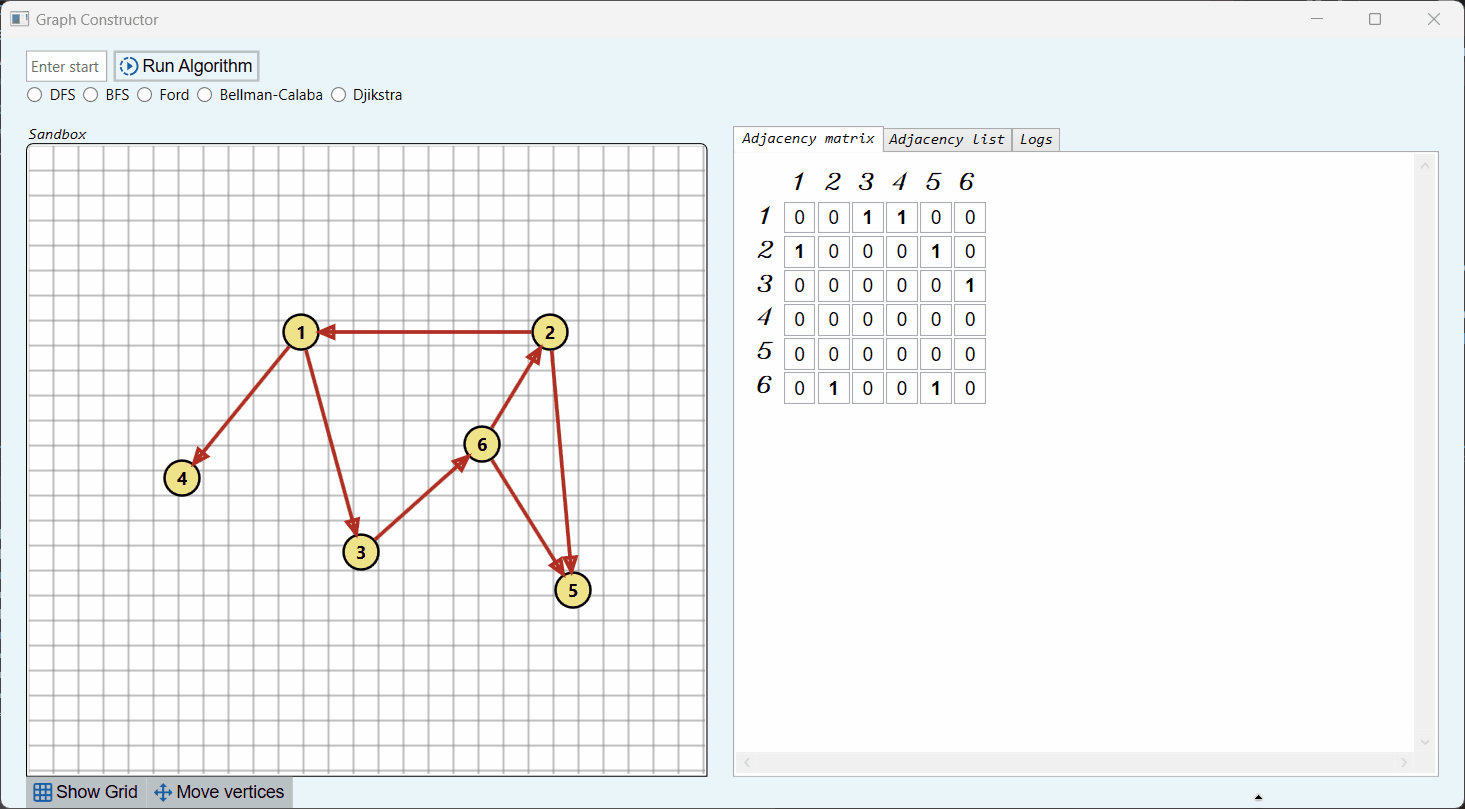 Graph Constructor
Enter start Run Algorithm
DFS BFS Ford Bellman-Calaba Djikstra
Sandbox
Adjacency matrix Adjacency list Logs
1 2
6
4
3
5
1 2 3 4 5 6
1 0 0 1 1 0 0
2 1 0 0 0 1 0
3 0 0 0 0 0 1
4 0 0 0 0 0 0
5 0 0 0 0 0 0
6 0 1 0 0 1 0
Show Grid Move vertices